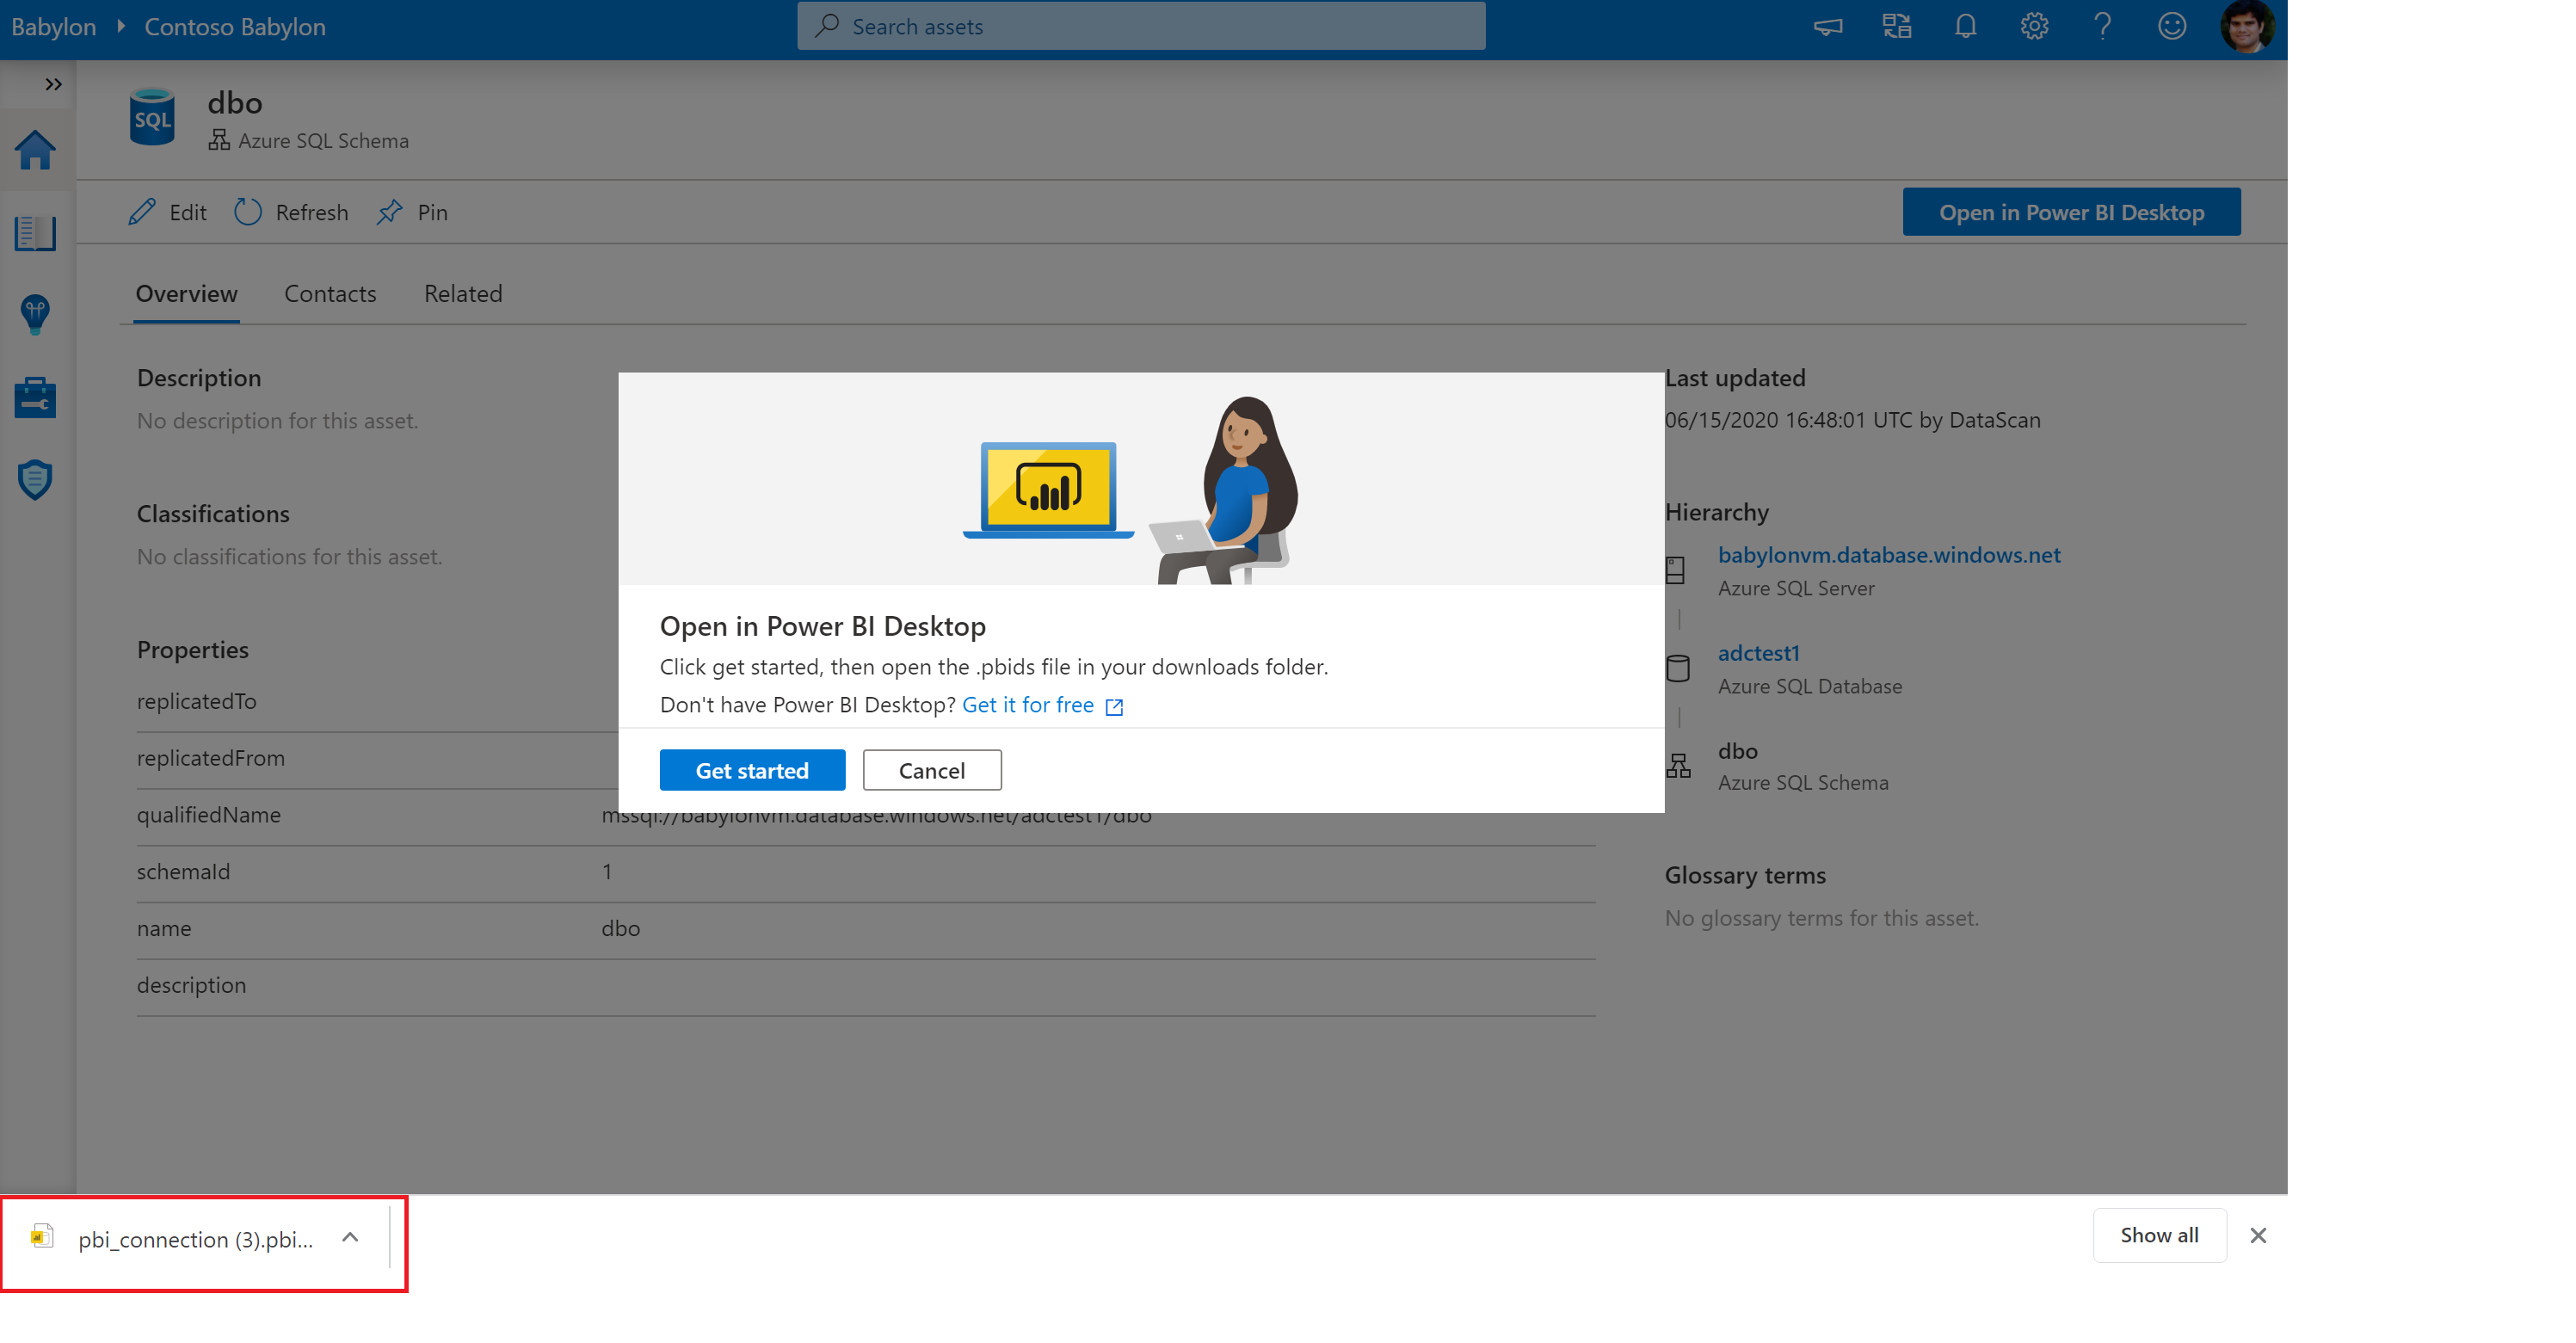 Babylon Contoso Babylon
Search assets
dbo
SQL
Azure SQL Schema
Edit Refresh Pin
Open in Power BI Desktop
Overview Contacts Related
Description
No description for this asset.
Classifications
No classifications for this asset.
Properties
replicatedTo
replicatedFrom
qualifiedName mssql://babylonvm.database.windows.net/adctest1/dbo
schemaId 1
name dbo
description
Open in Power BI Desktop
Click get started, then open the .pbids file in your downloads folder.
Don't have Power BI Desktop? Get it for free
Get started Cancel
Last updated
06/15/2020 16:48:01 UTC by DataScan
Hierarchy
babylonvm.database.windows.net
Azure SQL Server
adctest1
Azure SQL Database
dbo
Azure SQL Schema
Glossary terms
No glossary terms for this asset.
pbi_connection (3).pbi...
Show all